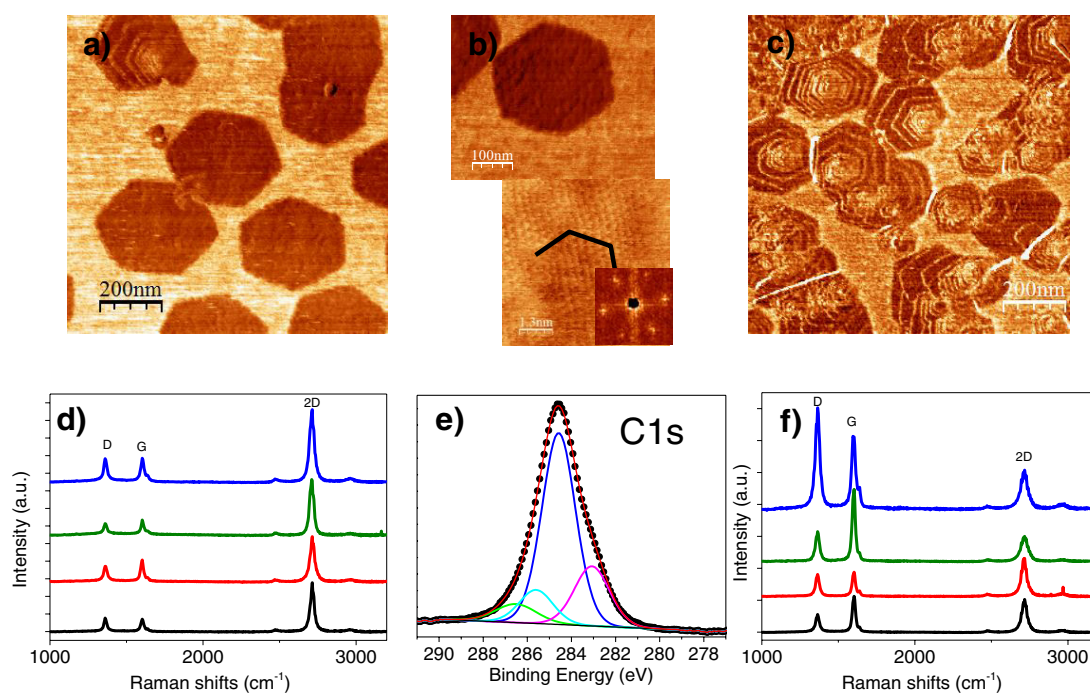 a)
200nm
b)
100nm
1.3nm
c)
200nm
d)
D
G
2D
Intensity (a.u.)
1000
2000
3000
Raman shifts (cm⁻¹)
e)
C1s
290
288
286
284
282
280
278
Binding Energy (eV)
f)
D
G
2D
Intensity (a.u.)
1000
2000
3000
Raman shifts (cm⁻¹)